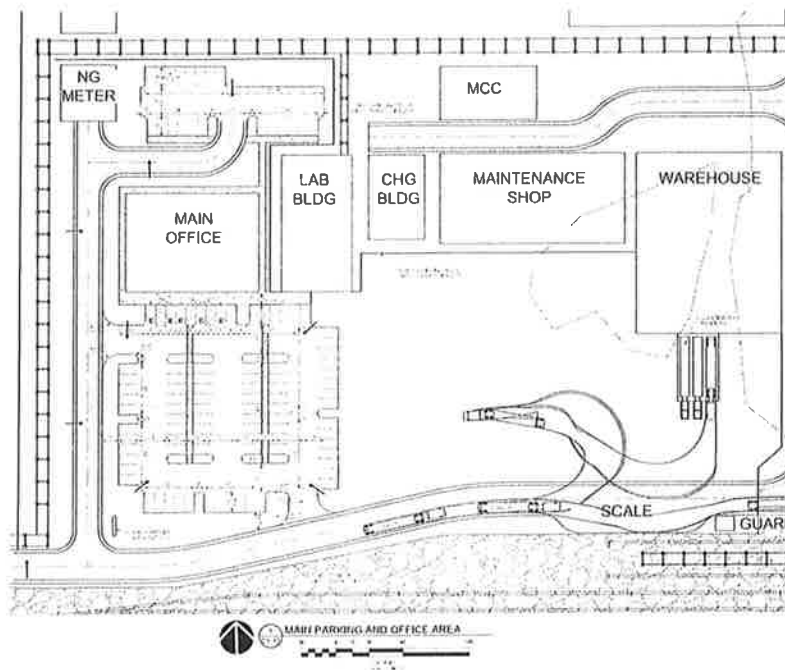 NG
METER
MCC
LAB
BLDG
CHG
BLDG
MAINTENANCE
SHOP
WAREHOUSE
MAIN
OFFICE
SCALE
GUAR
MAIN PARKING AND OFFICE AREA